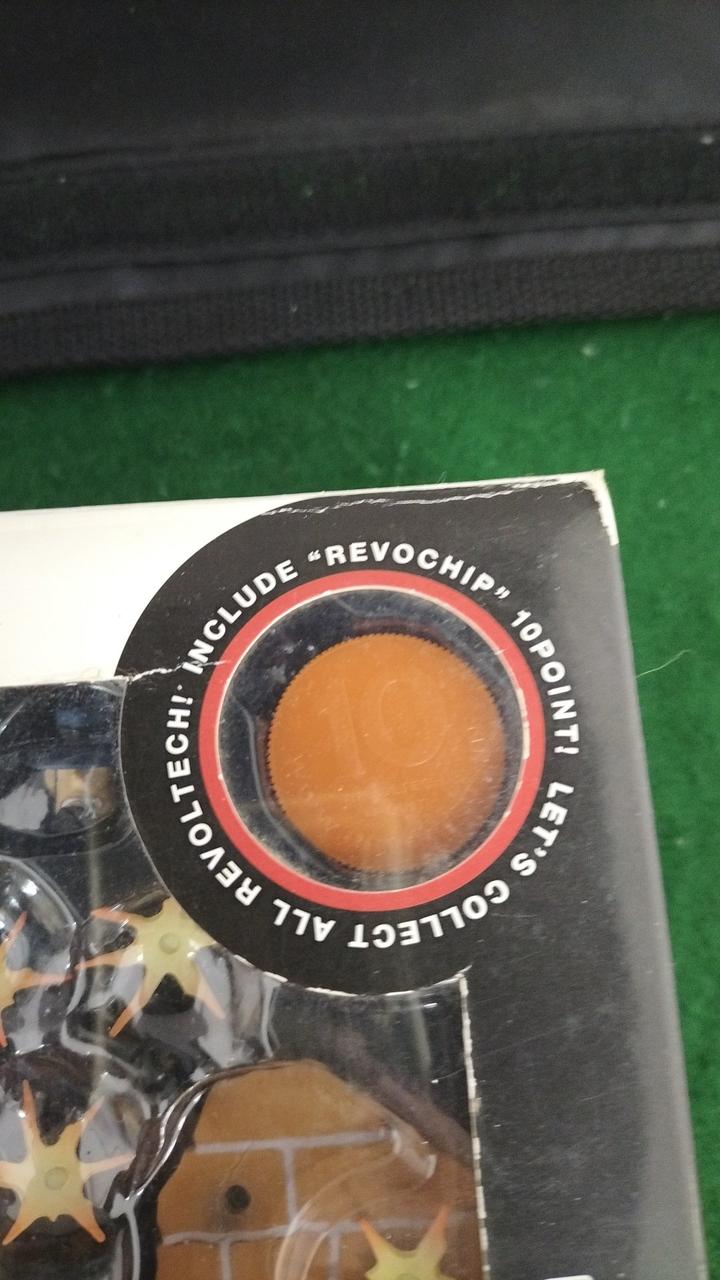 INCLUDE “REVOCHIP” 10POINT! LET'S COLLECT ALL REVOLTECH!
10